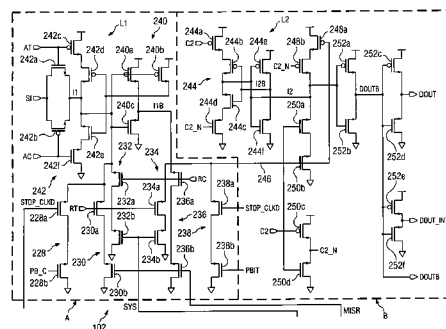 L1
240
L2
244a
248a
AT
242c
242d
240a
240b
C2
244b
244e
248b
252a
252c
242a
C2_N
I1
I2
SI
244
I2B
DOUTB
DOUT
240c
I1B
250a
244d
244c
C2_N
242b
242e
244f
252b
252d
AC
242f
232
234
246
250b
252e
242
RC
238a
250c
STOP_CLKD
RT
232a
234a
236a
236
STOP_CLKD
DOUT_INT
228a
230a
232b
238
C2
C2_N
228
234b
236b
238b
252f
PB_C
230
PBIT
250d
228b
230b
DOUTB
SYS
MISR
102
A
B